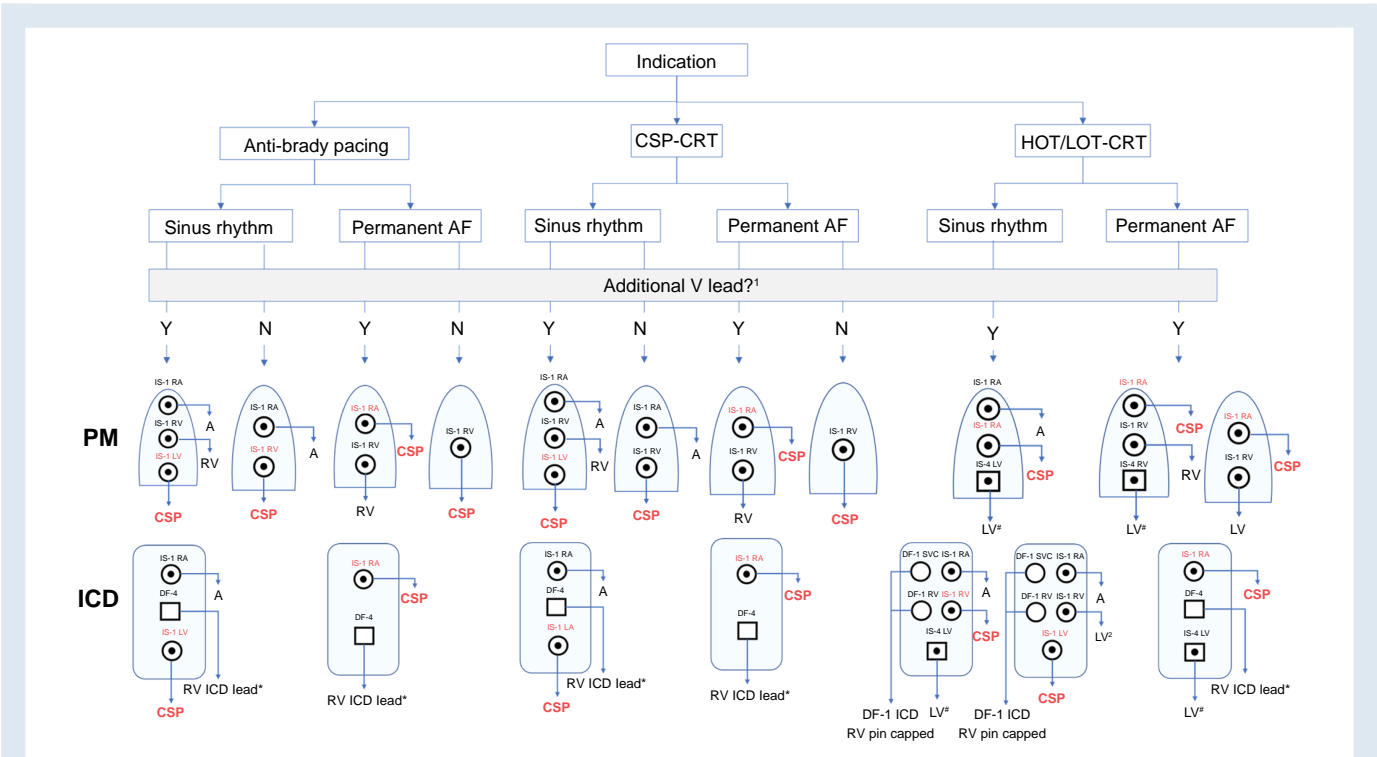 Indication
Anti-brady pacing
CSP-CRT
HOT/LOT-CRT
Sinus rhythm
Permanent AF
Sinus rhythm
Permanent AF
Sinus rhythm
Permanent AF
Additional V lead?¹
Y
N
Y
N
Y
N
Y
N
Y
Y
PM
IS-1 RA
A
IS-1 RV
RV
IS-1 LV
CSP
IS-1 RA
A
IS-1 RV
CSP
IS-1 RA
CSP
IS-1 RV
RV
IS-1 RV
CSP
IS-1 RA
A
IS-1 RV
RV
IS-1 LV
CSP
IS-1 RA
A
IS-1 RV
CSP
IS-1 RA
CSP
IS-1 RV
RV
IS-1 RV
CSP
IS-1 RA
A
IS-1 RA
CSP
IS-4 LV
LV#
IS-1 RA
CSP
IS-1 RV
RV
IS-4 RV
LV#
IS-1 RA
CSP
IS-1 RV
LV
ICD
IS-1 RA
A
DF-4
RV ICD lead*
IS-1 LV
CSP
IS-1 RA
CSP
DF-4
RV ICD lead*
IS-1 RA
A
DF-4
RV ICD lead*
IS-1 LA
CSP
IS-1 RA
CSP
DF-4
RV ICD lead*
DF-1 SVC IS-1 RA
A
DF-1 RV IS-1 RV
CSP
IS-4 LV
LV#
DF-1 ICD
RV pin capped
DF-1 SVC IS-1 RA
A
DF-1 RV IS-1 RV
LV²
IS-1 LV
CSP
DF-1 ICD
RV pin capped
IS-1 RA
CSP
DF-4
RV ICD lead*
IS-4 LV
LV#